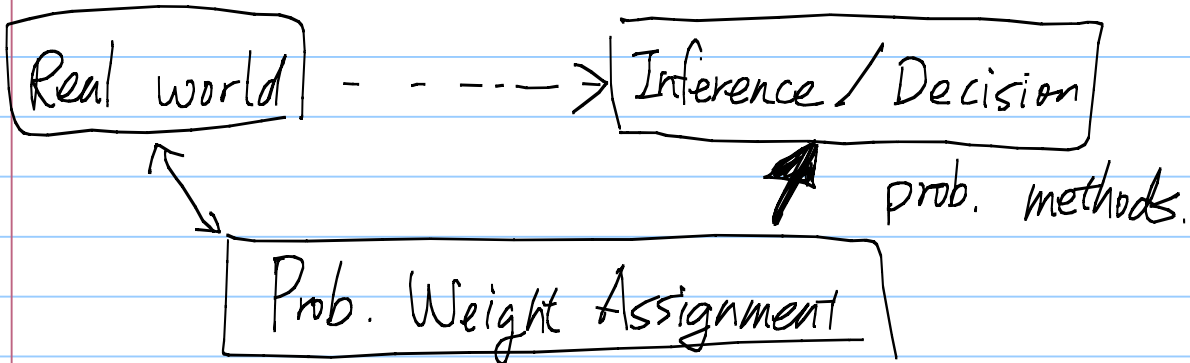 Real world
Inference / Decision
prob. methods.
Prob. Weight Assignment